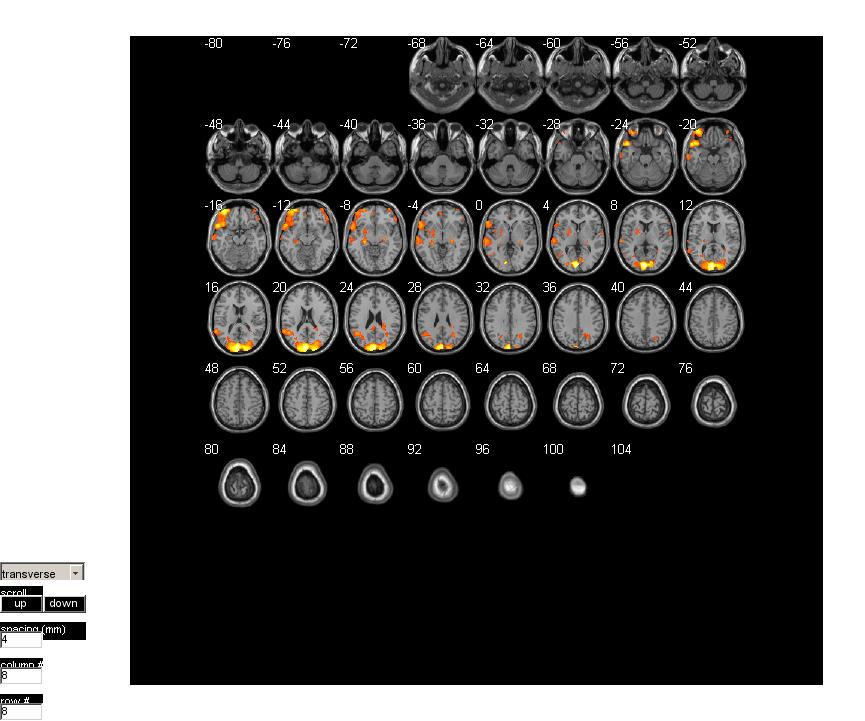 -80 -76 -72 -68 -64 -60 -56 -52
-48 -44 -40 -36 -32 -28 -24 -20
-16 -12 -8 -4 0 4 8 12
16 20 24 28 32 36 40 44
48 52 56 60 64 68 72 76
80 84 88 92 96 100 104
transverse
scroll
up down
spacing (mm)
4
column #
8
row #
8